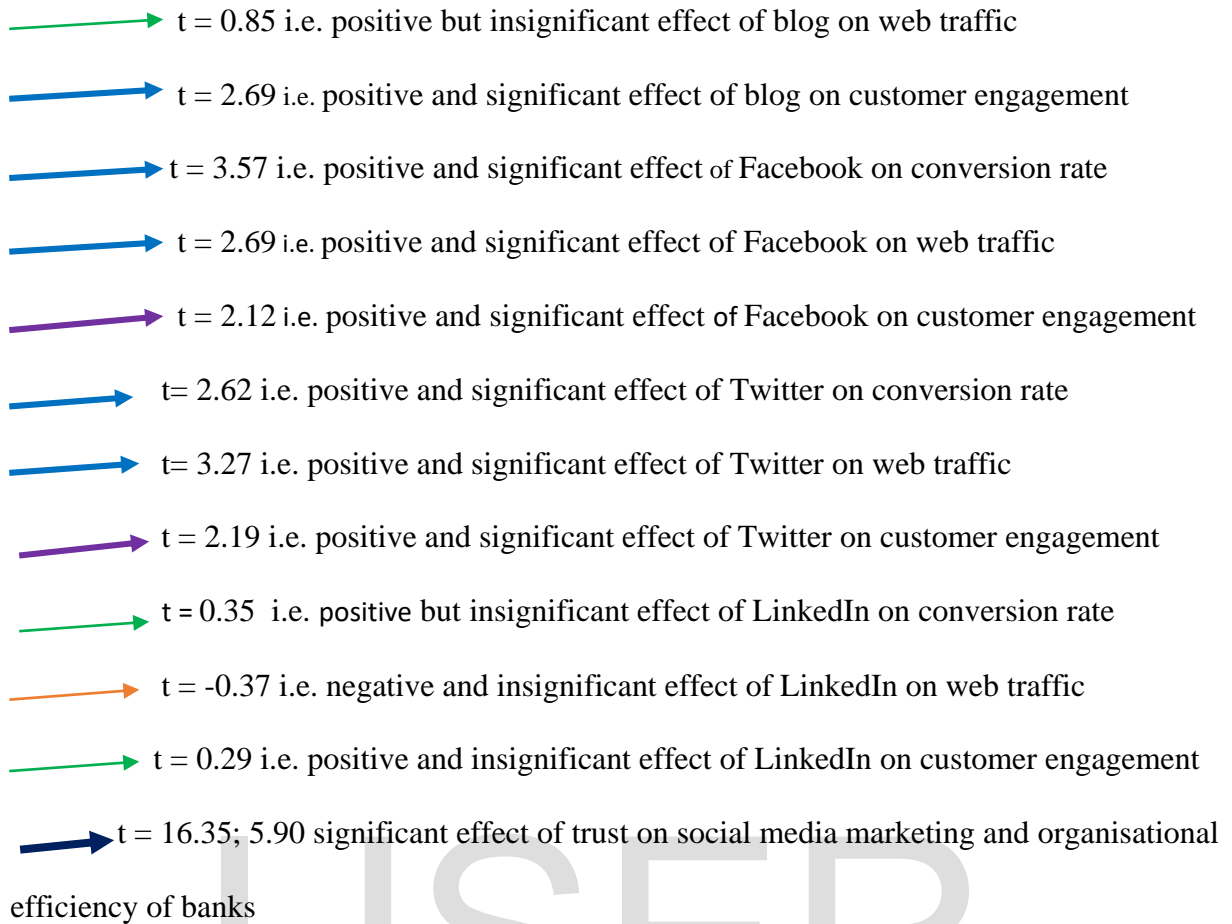 t = 0.85 i.e. positive but insignificant effect of blog on web traffic
t = 2.69 i.e. positive and significant effect of blog on customer engagement
t = 3.57 i.e. positive and significant effect of Facebook on conversion rate
t = 2.69 i.e. positive and significant effect of Facebook on web traffic
t = 2.12 i.e. positive and significant effect of Facebook on customer engagement
t= 2.62 i.e. positive and significant effect of Twitter on conversion rate
t= 3.27 i.e. positive and significant effect of Twitter on web traffic
t = 2.19 i.e. positive and significant effect of Twitter on customer engagement
t = 0.35 i.e. positive but insignificant effect of LinkedIn on conversion rate
t = -0.37 i.e. negative and insignificant effect of LinkedIn on web traffic
t = 0.29 i.e. positive and insignificant effect of LinkedIn on customer engagement
t = 16.35; 5.90 significant effect of trust on social media marketing and organisational
efficiency of banks